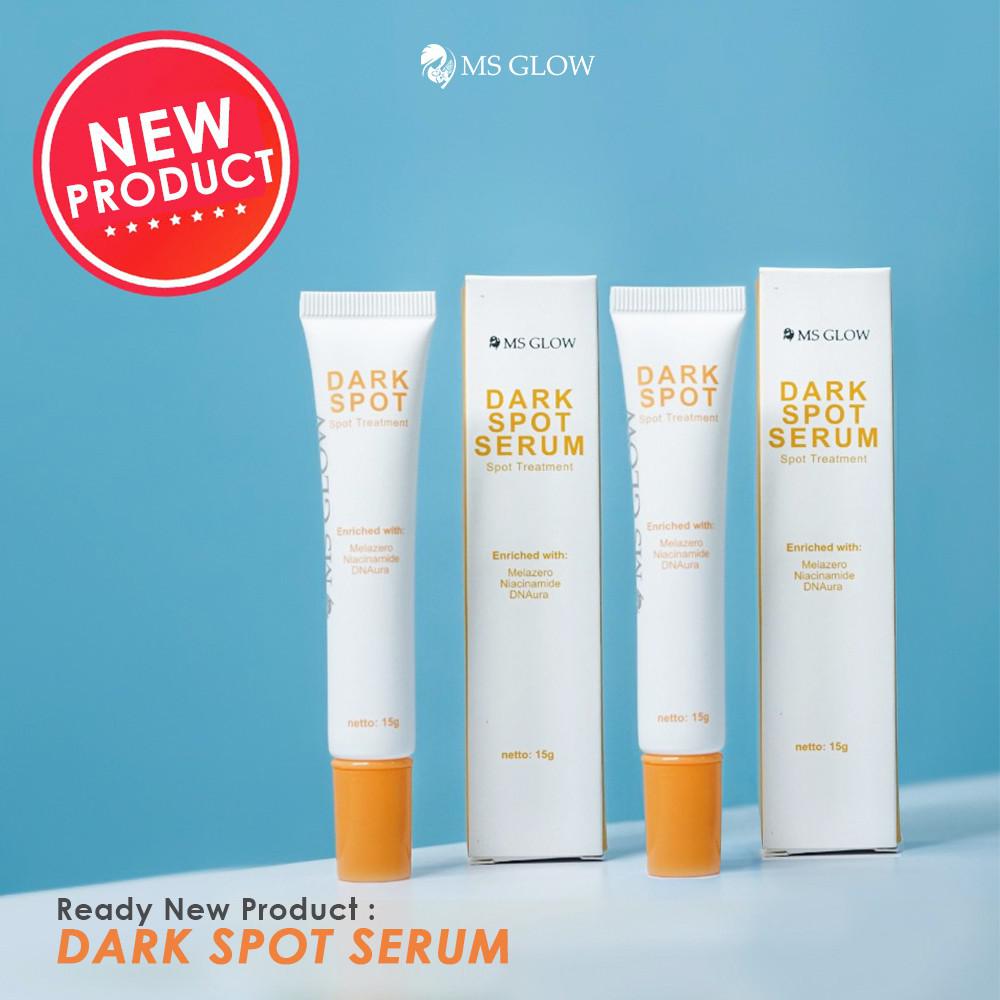 MS GLOW
NEW
PRODUCT
DARK
SPOT
Spot Treatment
MS GLOW
Enriched with:
Melazero
Niacinamide
DNAura
netto: 15g
MS GLOW
DARK
SPOT
SERUM
Spot Treatment
Enriched with:
Melazero
Niacinamide
DNAura
netto: 15g
DARK
SPOT
Spot Treatment
MS GLOW
Enriched with:
Melazero
Niacinamide
DNAura
netto: 15g
MS GLOW
DARK
SPOT
SERUM
Spot Treatment
Enriched with:
Melazero
Niacinamide
DNAura
netto: 15g
Ready New Product :
DARK SPOT SERUM